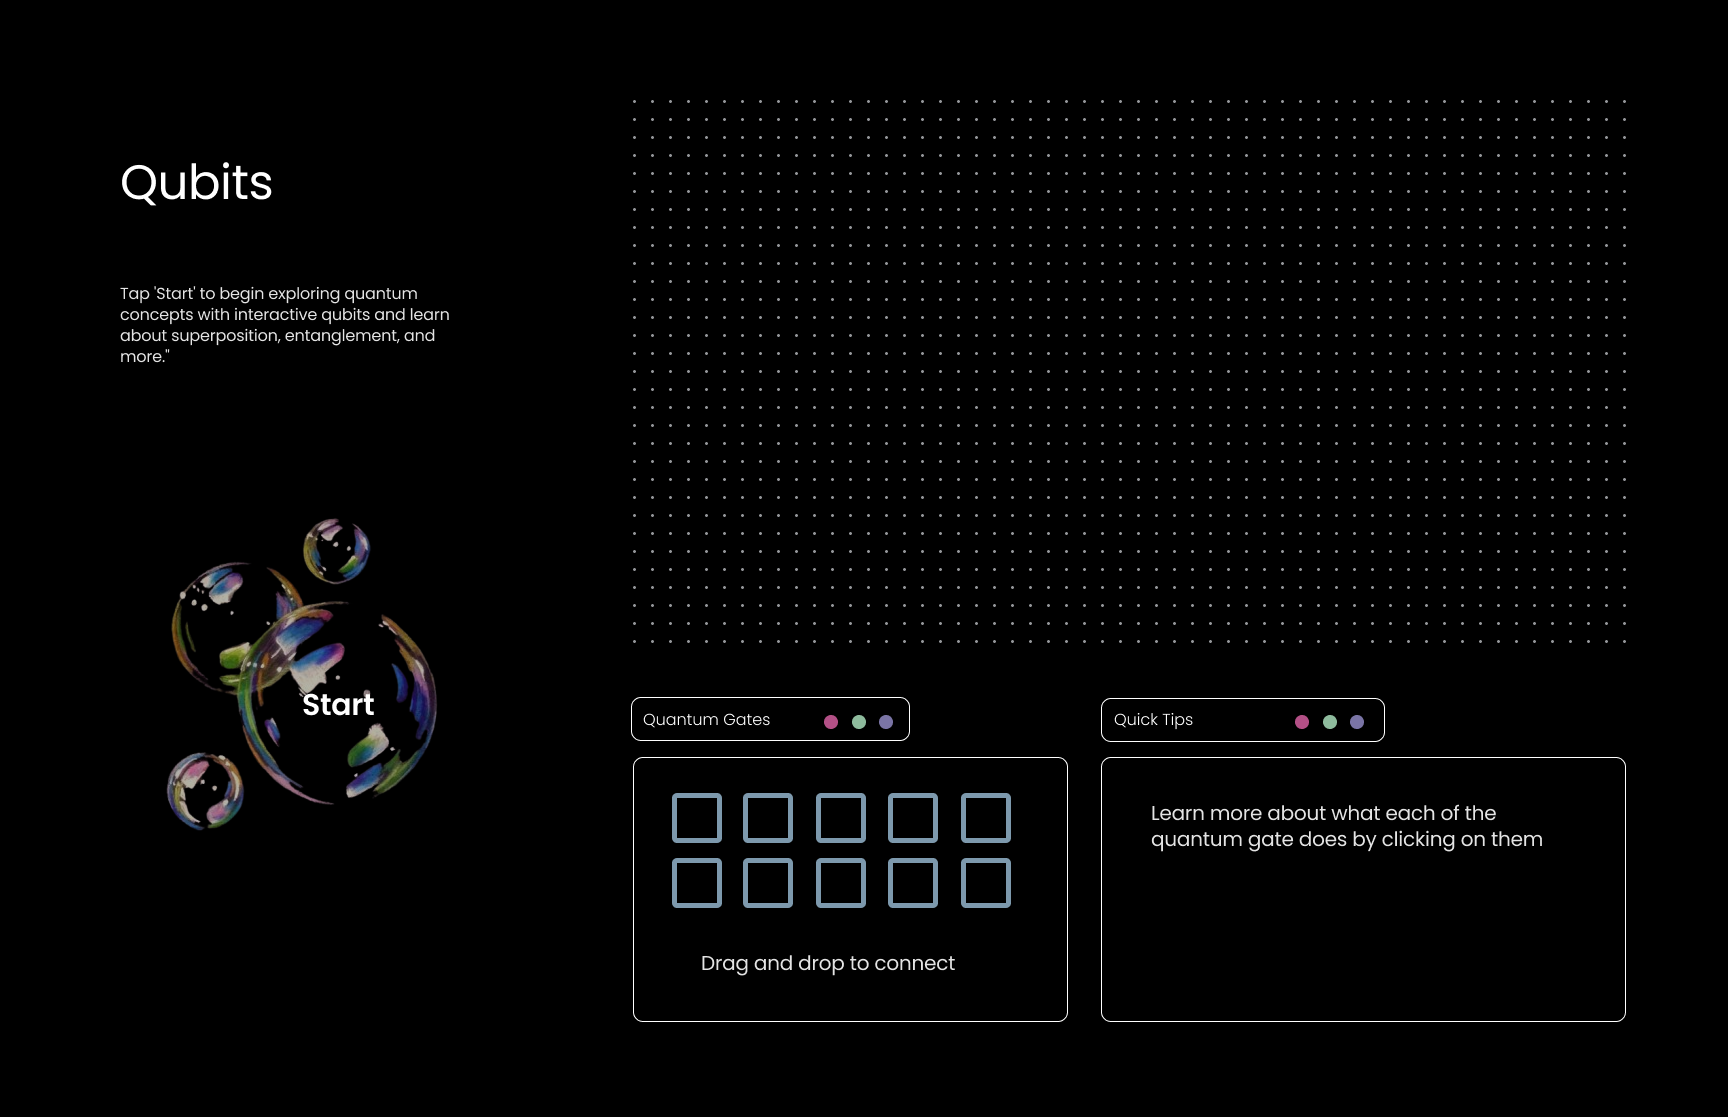 Qubits
Tap 'Start' to begin exploring quantum
concepts with interactive qubits and learn
about superposition, entanglement, and
more."
Start
Quantum Gates
Drag and drop to connect
Quick Tips
Learn more about what each of the
quantum gate does by clicking on them